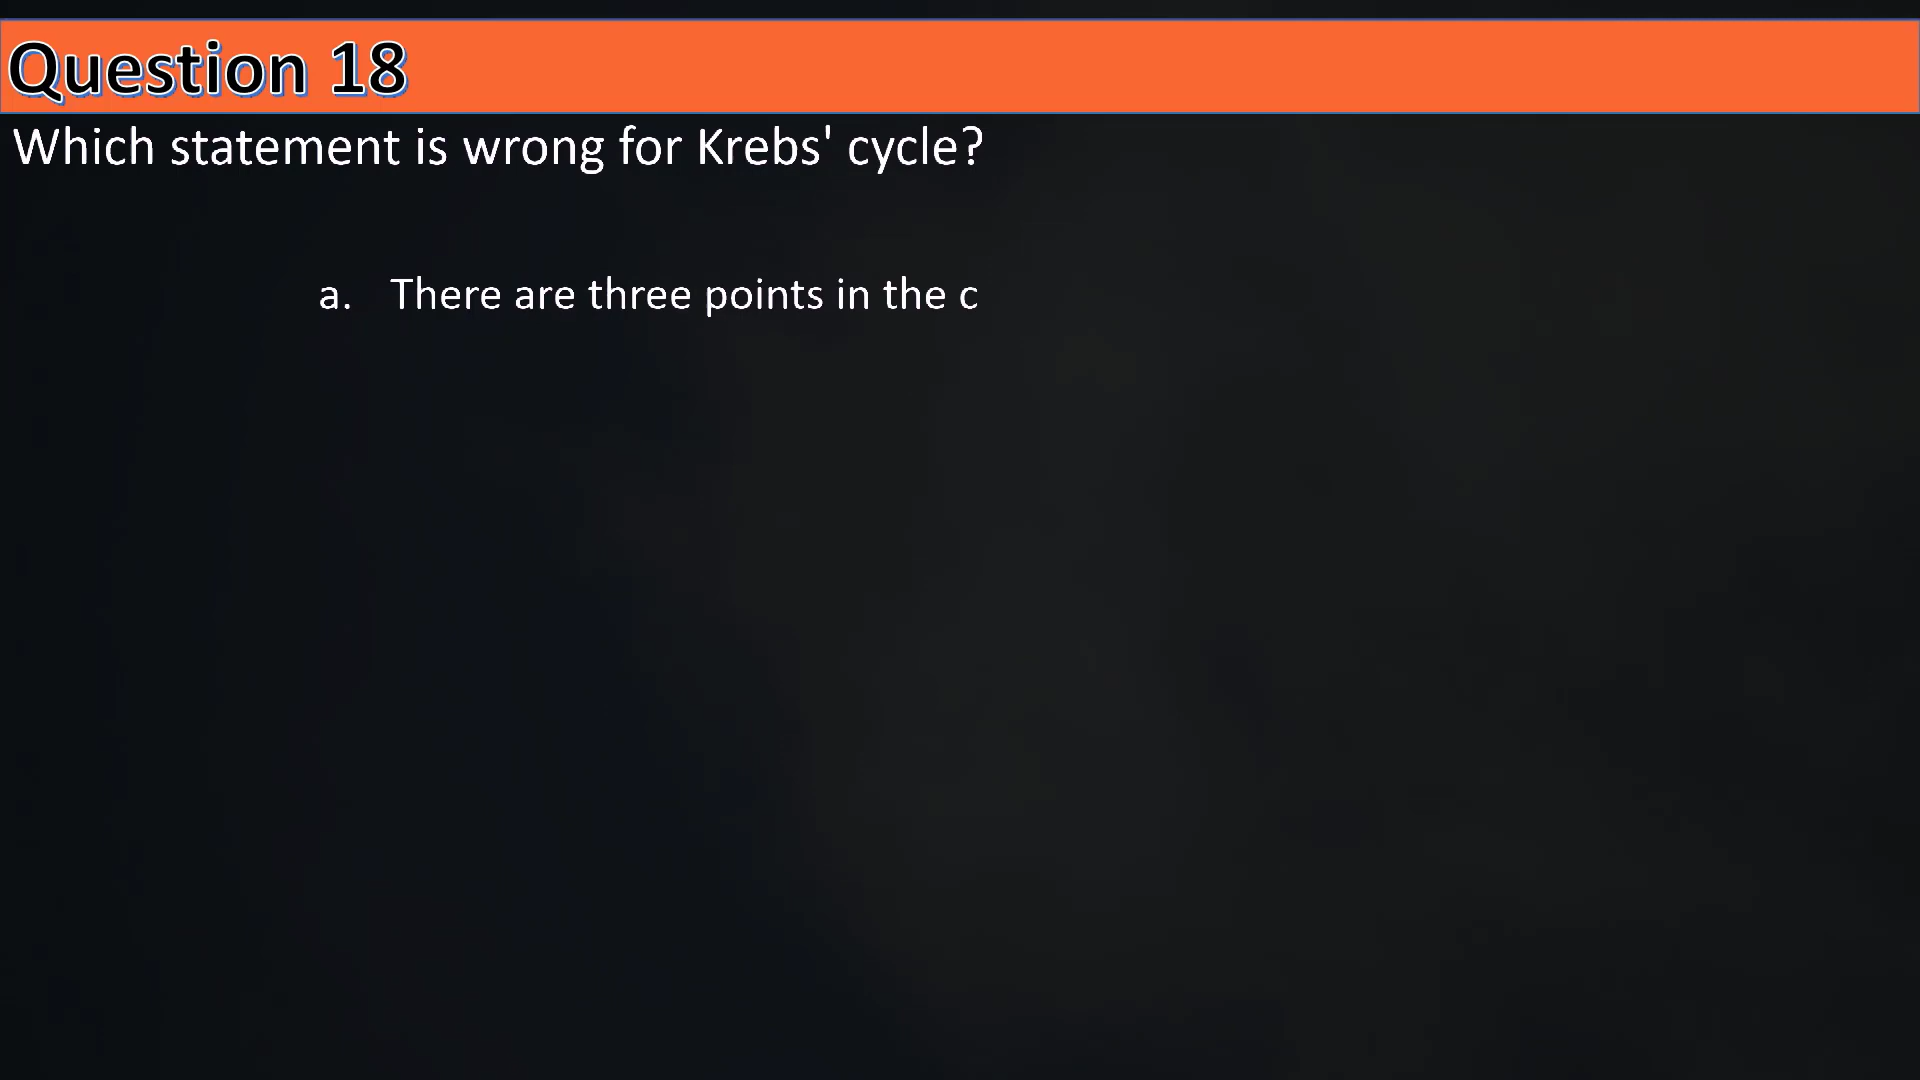 Question 18
Which statement is wrong for Krebs' cycle?
a. There are three points in the c